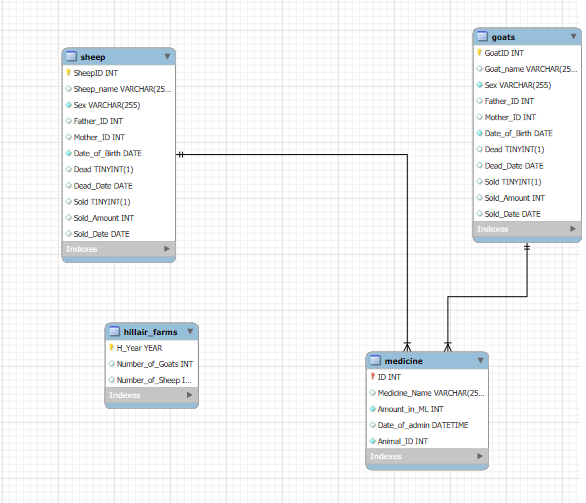 sheep
SheepID INT
Sheep_name VARCHAR(25...
Sex VARCHAR(255)
Father_ID INT
Mother_ID INT
Date_of_Birth DATE
Dead TINYINT(1)
Dead_Date DATE
Sold TINYINT(1)
Sold_Amount INT
Sold_Date DATE
Indexes
goats
GoatID INT
Goat_name VARCHAR(25...
Sex VARCHAR(255)
Father_ID INT
Mother_ID INT
Date_of_Birth DATE
Dead TINYINT(1)
Dead_Date DATE
Sold TINYINT(1)
Sold_Amount INT
Sold_Date DATE
Indexes
hillair_farms
H_Year YEAR
Number_of_Goats INT
Number_of_Sheep I...
Indexes
medicine
ID INT
Medicine_Name VARCHAR(25...
Amount_in_ML INT
Date_of_admin DATETIME
Animal_ID INT
Indexes